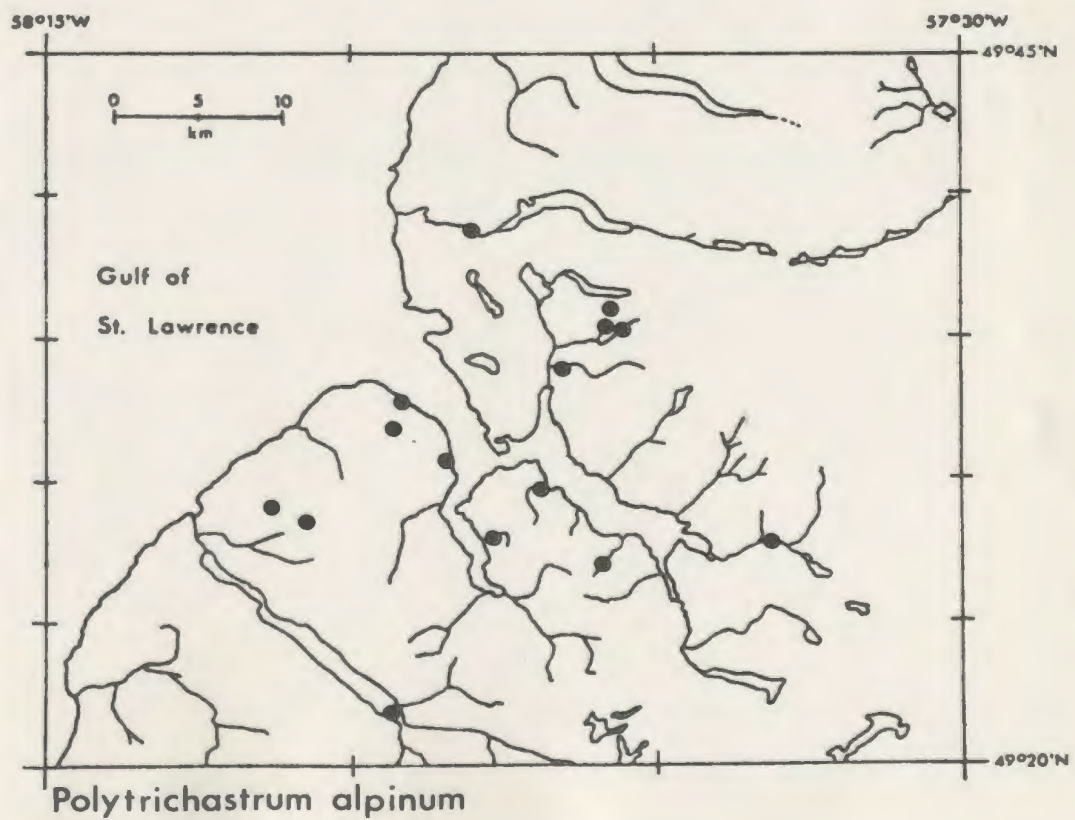 58°15'W
57°30'W
49°45'N
0 5 10
km
Gulf of
St. Lawrence
49°20'N
Polytrichastrum alpinum